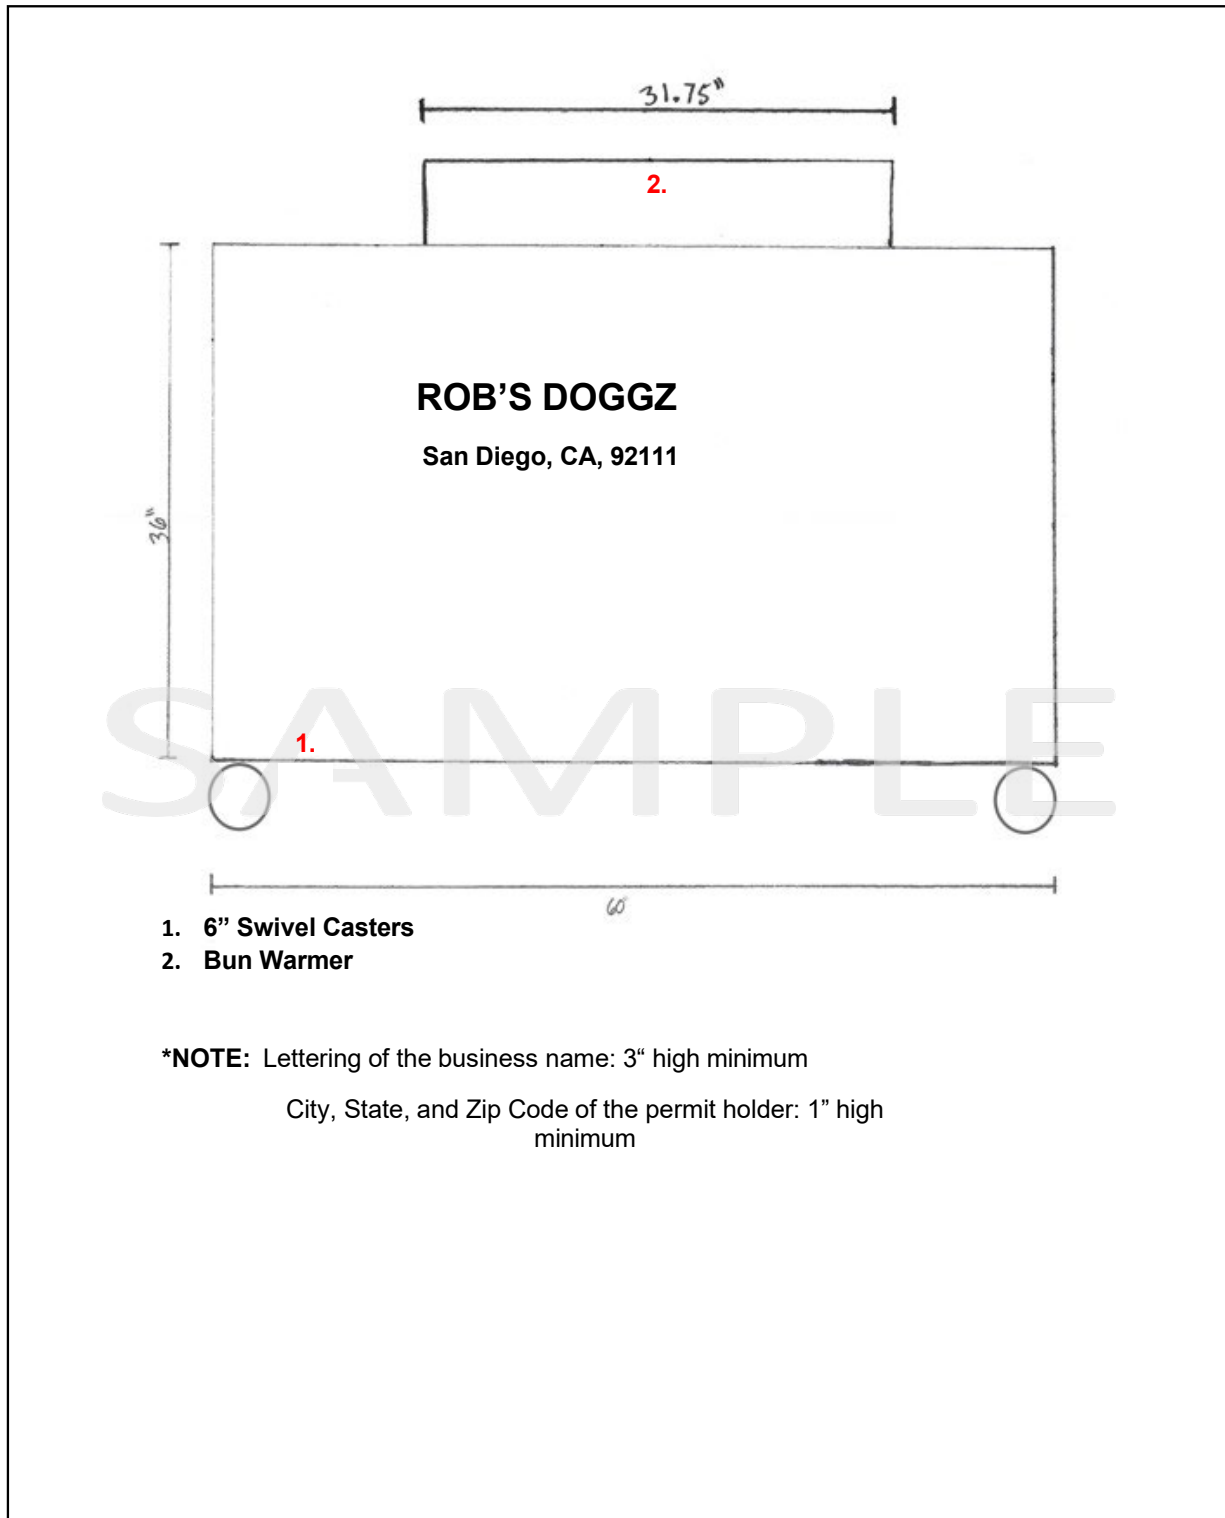 31.75"
2.
ROB’S DOGGZ
San Diego, CA, 92111
36"
SAMPLE
1.
60"
1. 6” Swivel Casters
2. Bun Warmer
*NOTE: Lettering of the business name: 3“ high minimum
City, State, and Zip Code of the permit holder: 1” high
minimum